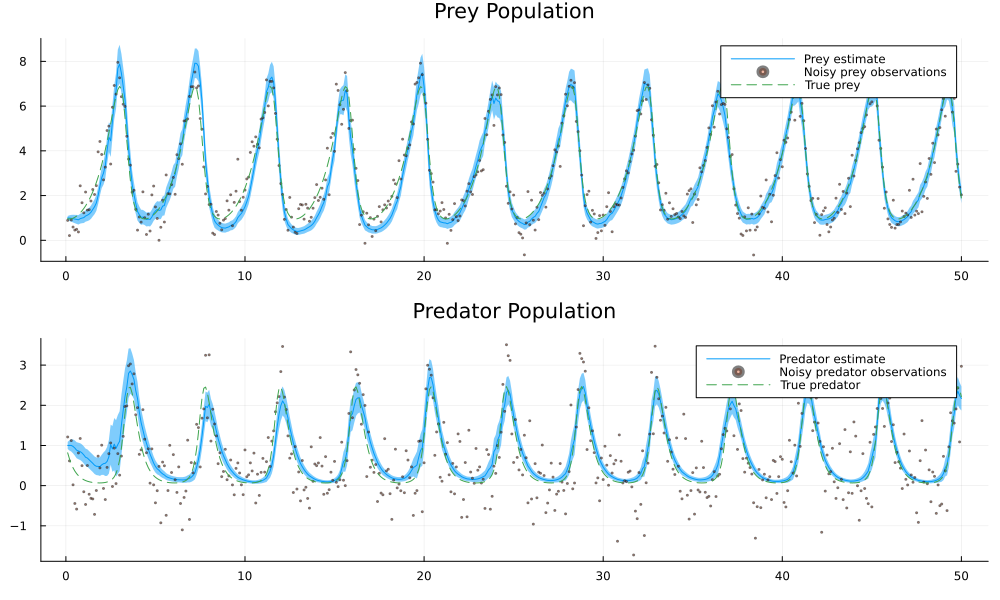 Prey Population
8
6
4
2
0
Prey estimate
Noisy prey observations
True prey
0 10 20 30 40 50
Predator Population
3
2
1
0
−1
Predator estimate
Noisy predator observations
True predator
0 10 20 30 40 50